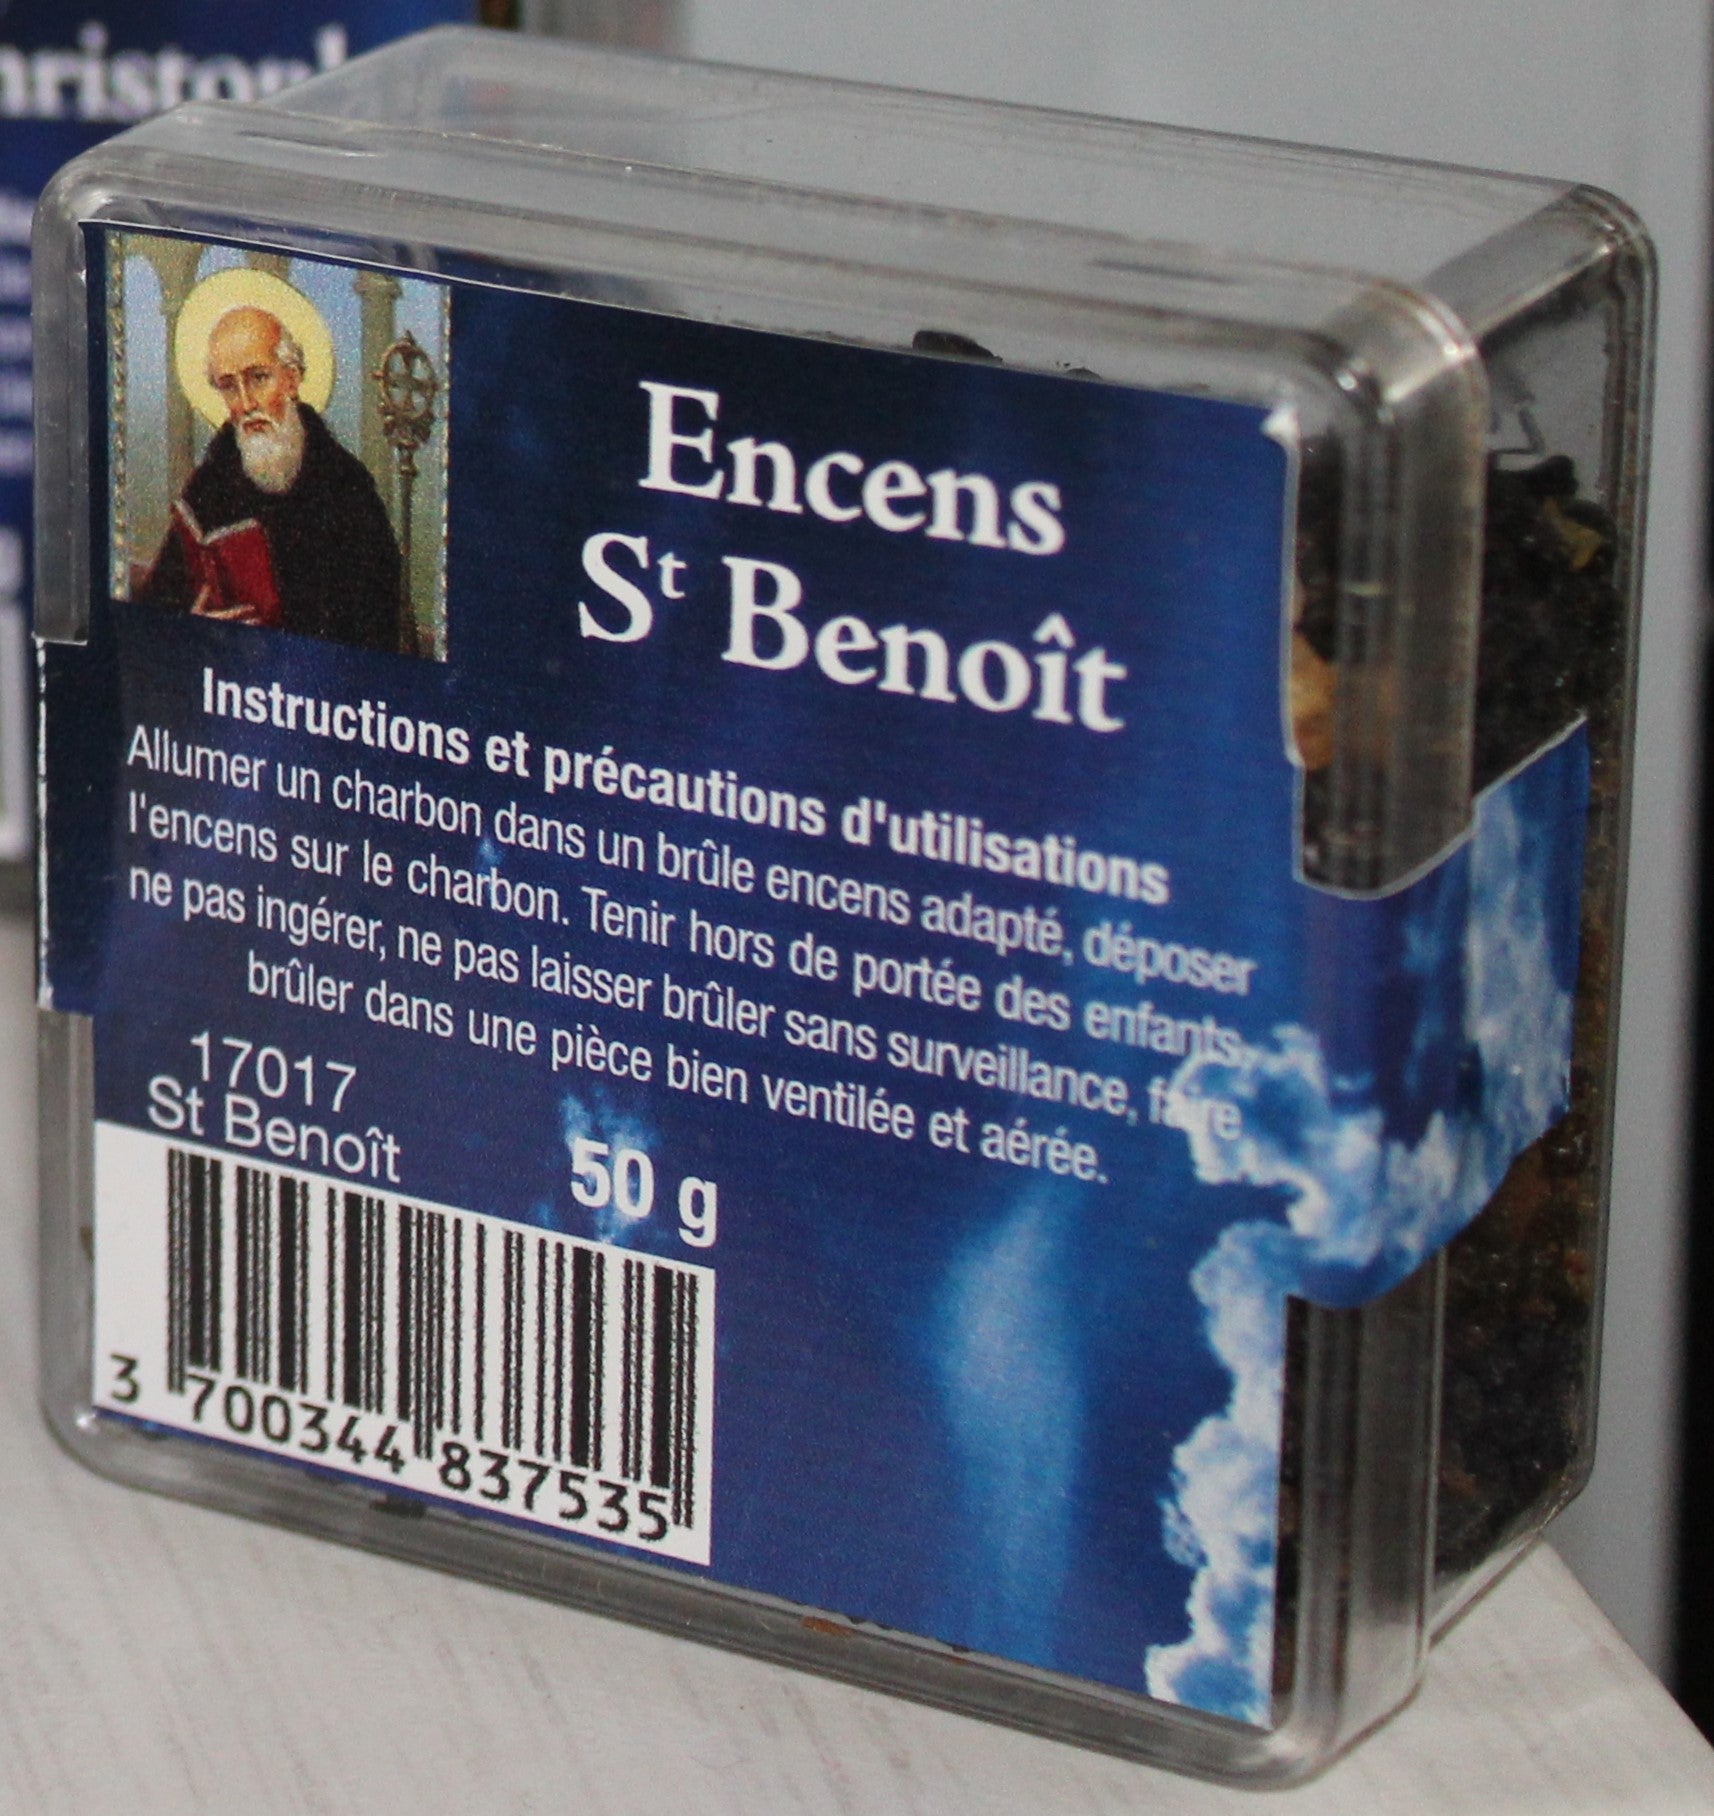 Encens
St Benoît
Instructions et précautions d'utilisations
Allumer un charbon dans un brûle encens adapté, déposer
l'encens sur le charbon. Tenir hors de portée des enfants,
ne pas ingérer, ne pas laisser brûler sans surveillance, faire
brûler dans une pièce bien ventilée et aérée.
17017
St Benoît
50 g
3 700344 837535